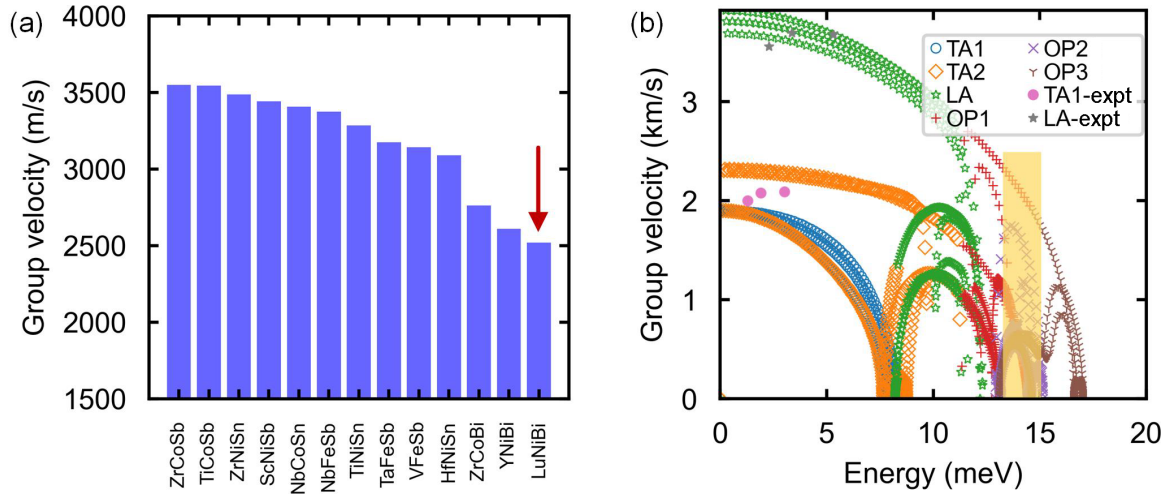 (a)
Group velocity (m/s)
4000
3500
3000
2500
2000
1500
ZrCoSb
TiCoSb
ZrNiSn
ScNiSb
NbCoSn
NbFeSb
TiNiSn
TaFeSb
VFeSb
HfNiSn
ZrCoBi
YNiBi
LuNiBi
(b)
Group velocity (km/s)
3
2
1
0
TA1
TA2
LA
OP1
OP2
OP3
TA1-expt
LA-expt
0
5
10
15
20
Energy (meV)